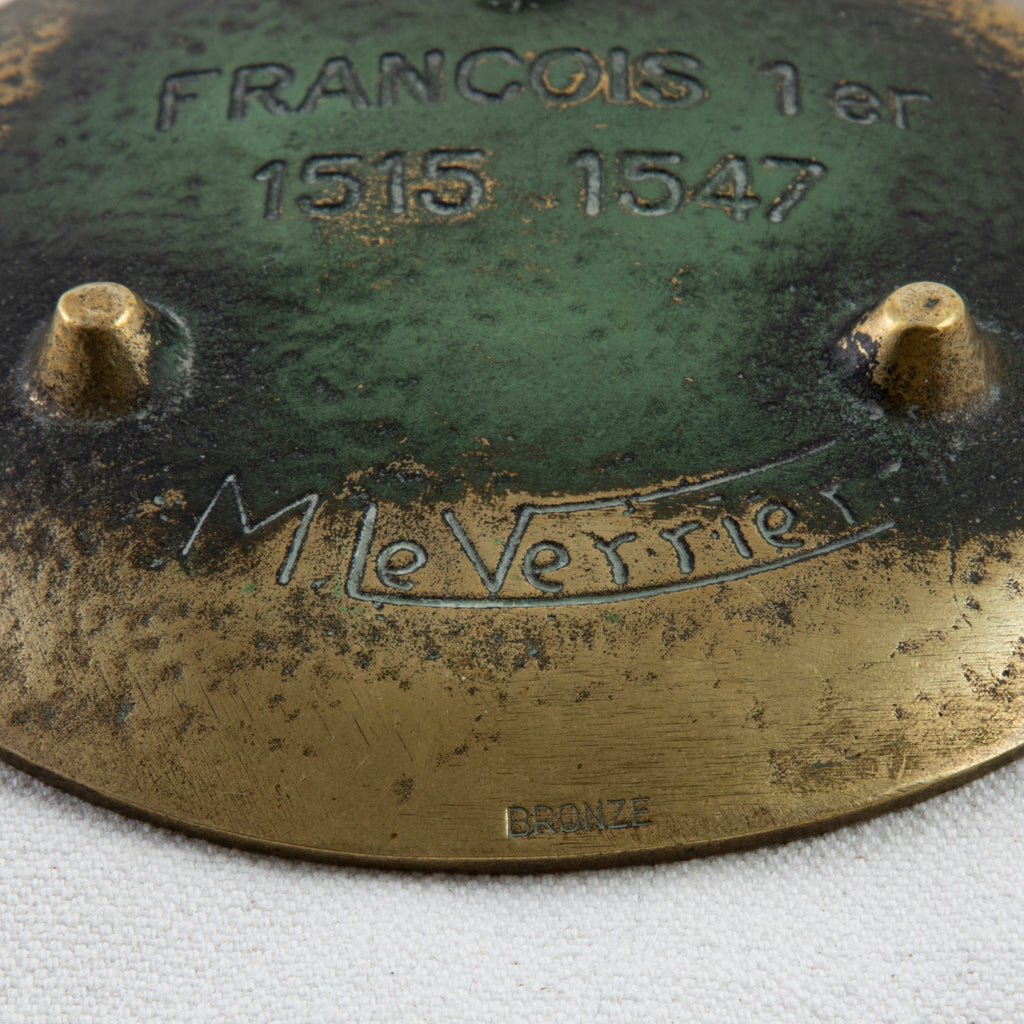 FRANCOIS 1er
1515 1547
M Le Verrier
BRONZE